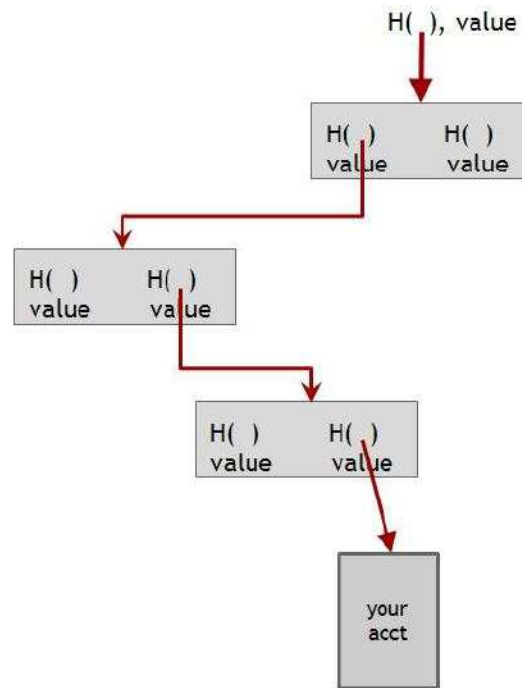 H( ), value
H( ) H( )
value value
H( ) H( )
value value
H( ) H( )
value value
your
acct